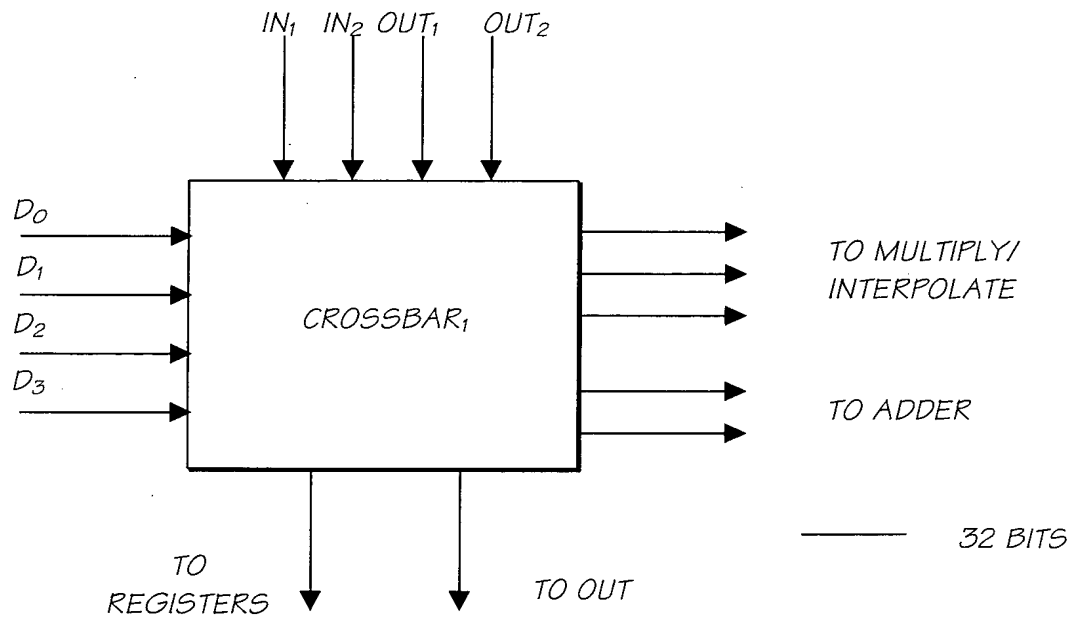 IN₁ IN₂ OUT₁ OUT₂
D₀
D₁
D₂
D₃
CROSSBAR₁
TO MULTIPLY/
INTERPOLATE
TO ADDER
32 BITS
TO
REGISTERS
TO OUT